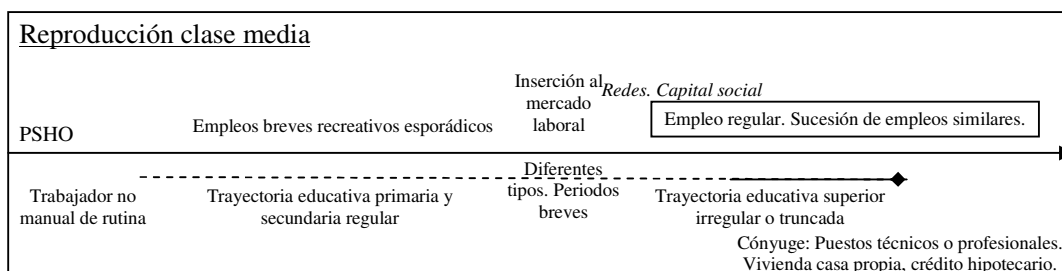 Reproducción clase media
Inserción al
mercado
laboral
Redes. Capital social
PSHO
Empleos breves recreativos esporádicos
Empleo regular. Sucesión de empleos similares.
Trabajador no
manual de rutina
Trayectoria educativa primaria y
secundaria regular
Diferentes
tipos. Periodos
breves
Trayectoria educativa superior
irregular o truncada
Cónyuge: Puestos técnicos o profesionales.
Vivienda casa propia, crédito hipotecario.